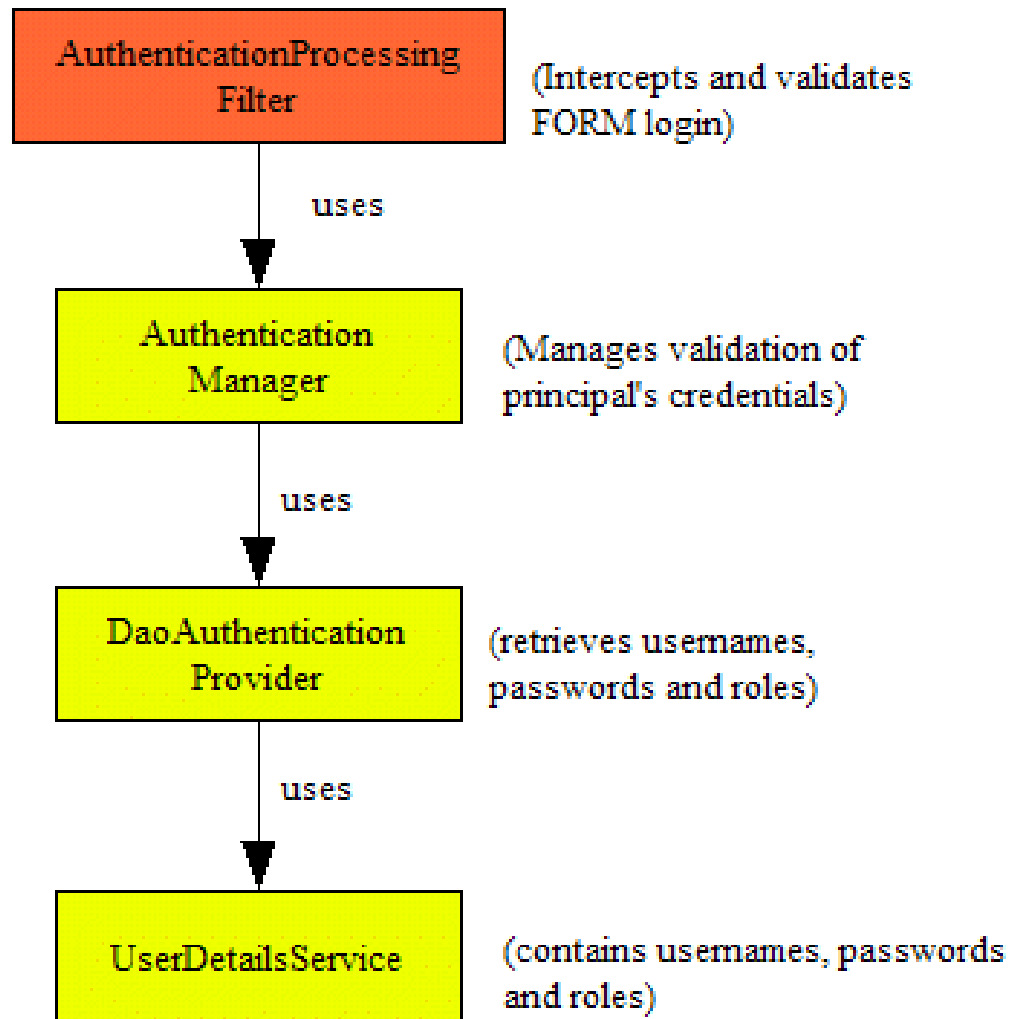 AuthenticationProcessing
Filter
(Intercepts and validates
FORM login)
uses
Authentication
Manager
(Manages validation of
principal's credentials)
uses
DaoAuthentication
Provider
(retrieves usernames,
passwords and roles)
uses
UserDetailsService
(contains usernames, passwords
and roles)